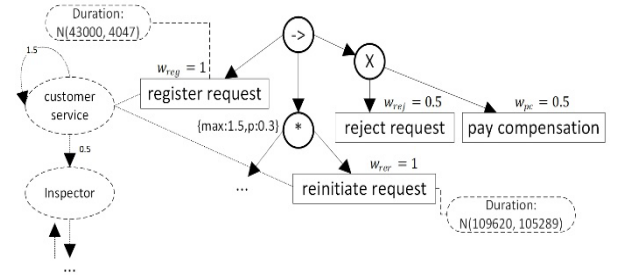 Duration:
N(43000, 4047)
->
1.5
X
w_reg = 1
customer
service
register request
w_rej = 0.5
w_pc = 0.5
{max:1.5,p:0.3}
*
reject request
pay compensation
0.5
w_rer = 1
Inspector
...
reinitiate request
Duration:
N(109620, 105289)
...